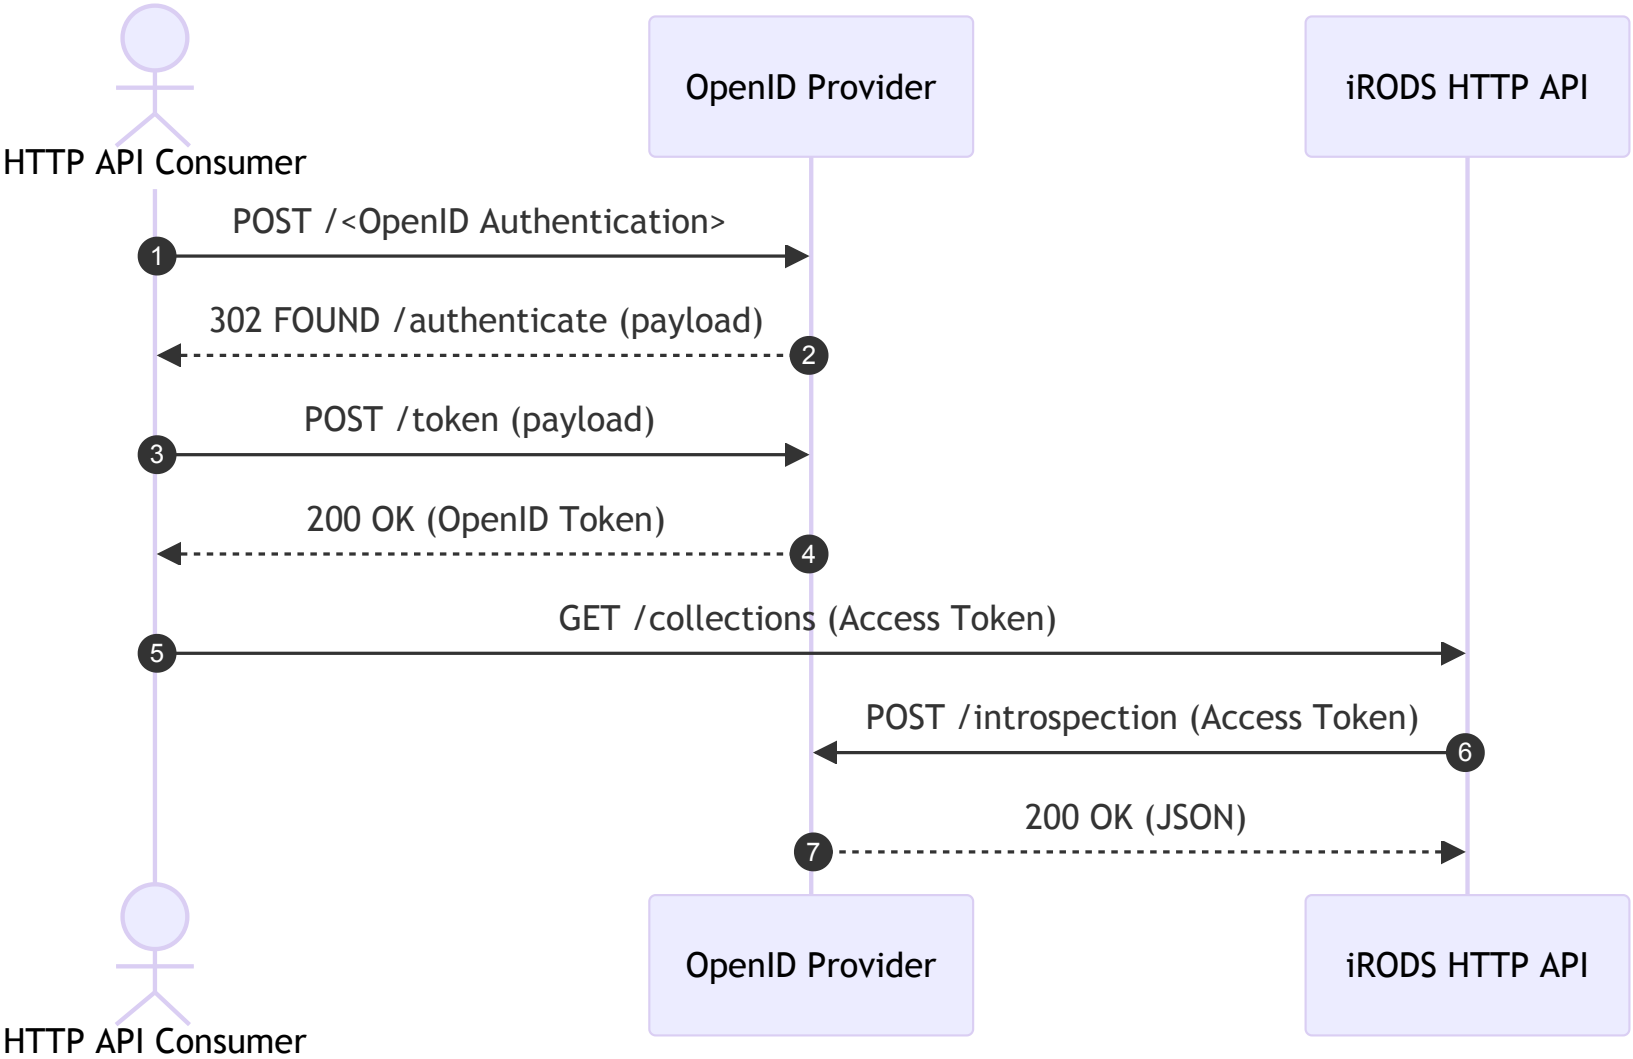 OpenID Provider
iRODS HTTP API
HTTP API Consumer
POST /<OpenID Authentication>
1
302 FOUND /authenticate (payload)
2
POST /token (payload)
3
200 OK (OpenID Token)
4
GET /collections (Access Token)
5
POST /introspection (Access Token)
6
200 OK (JSON)
7
OpenID Provider
iRODS HTTP API
HTTP API Consumer